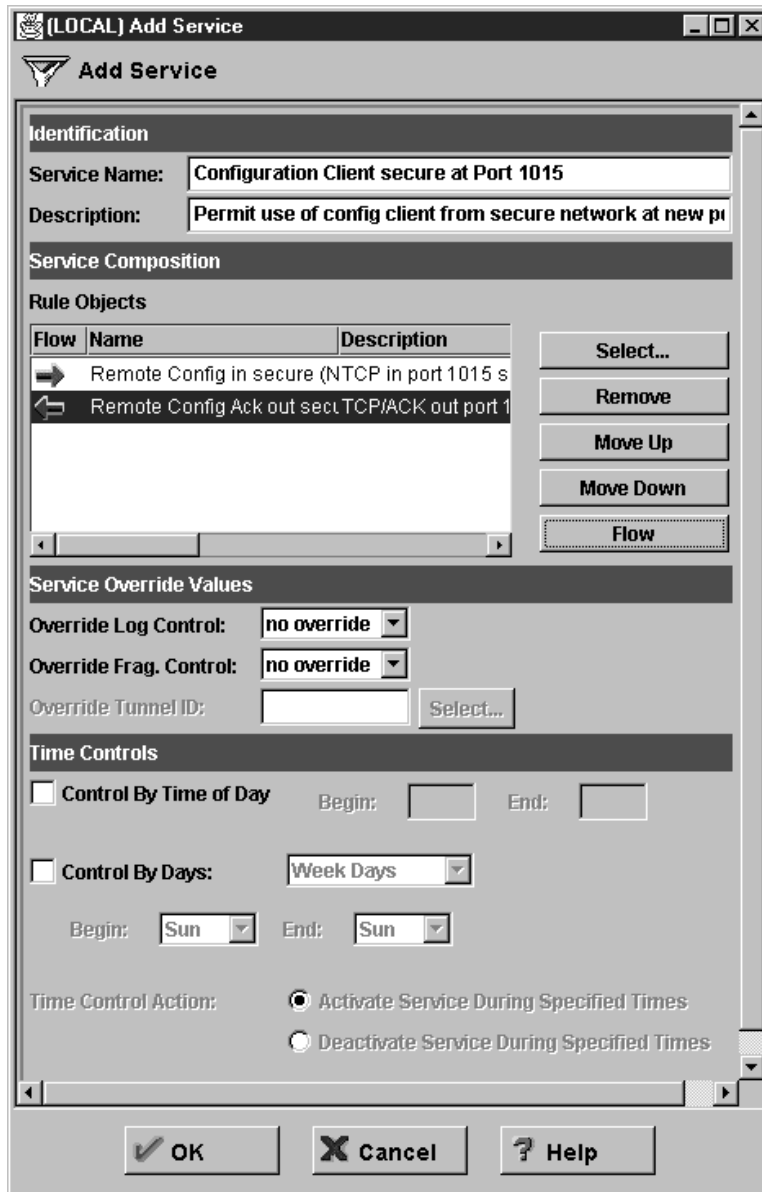 (LOCAL) Add Service
Add Service
Identification
Service Name: Configuration Client secure at Port 1015
Description: Permit use of config client from secure network at new p
Service Composition
Rule Objects
Flow Name Description
Select...
Remote Config in secure (N TCP in port 1015 s
Remove
Remote Config Ack out secu TCP/ACK out port 1
Move Up
Move Down
Flow
Service Override Values
Override Log Control: no override
Override Frag. Control: no override
Override Tunnel ID: Select...
Time Controls
Control By Time of Day Begin: End:
Control By Days: Week Days
Begin: Sun End: Sun
Time Control Action: Activate Service During Specified Times
Deactivate Service During Specified Times
OK Cancel Help